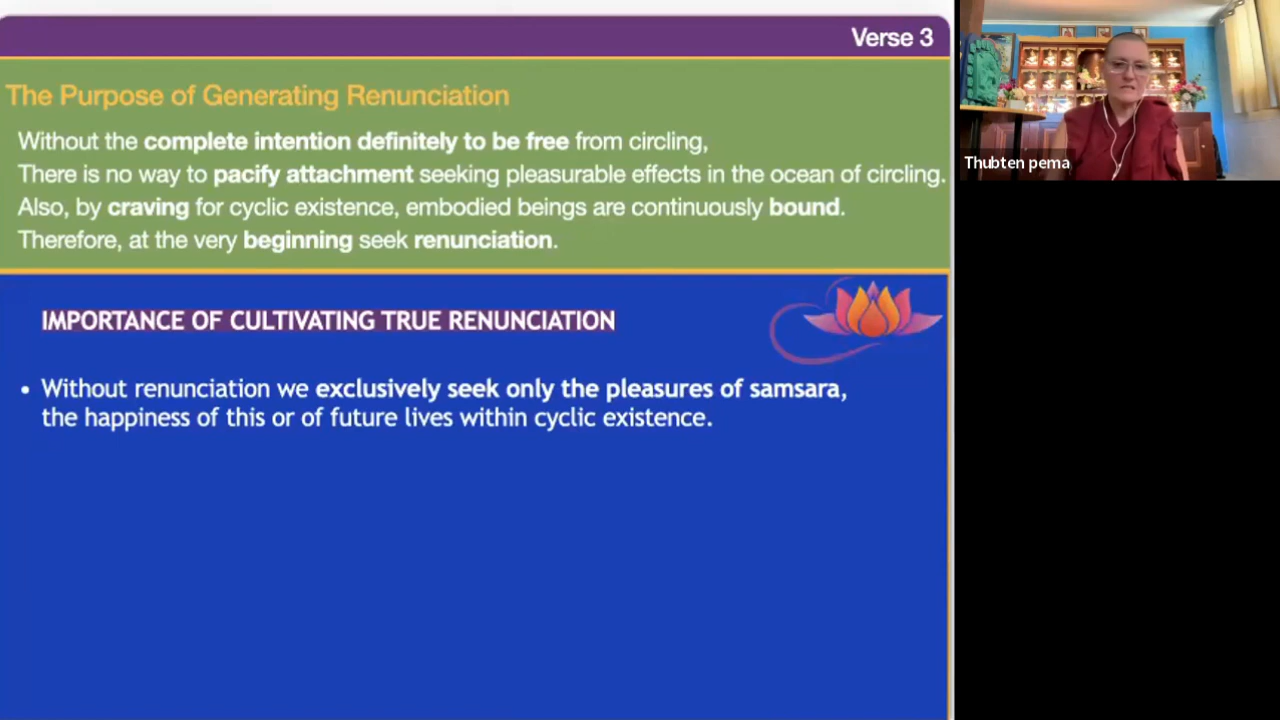 Verse 3
The Purpose of Generating Renunciation
Without the complete intention definitely to be free from circling,
There is no way to pacify attachment seeking pleasurable effects in the ocean of circling.
Also, by craving for cyclic existence, embodied beings are continuously bound.
Therefore, at the very beginning seek renunciation.
IMPORTANCE OF CULTIVATING TRUE RENUNCIATION
• Without renunciation we exclusively seek only the pleasures of samsara,
the happiness of this or of future lives within cyclic existence.
Thubten pema